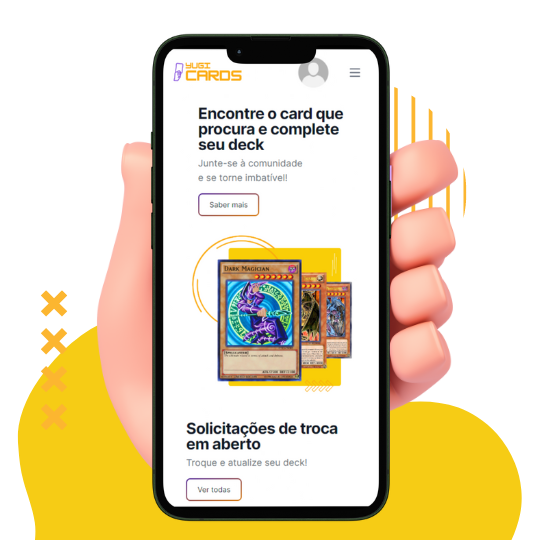 YUGI
CARDS
Encontre o card que
procura e complete
seu deck
Junte-se à comunidade
e se torne imbatível!
Saber mais
DARK MAGICIAN
Solicitações de troca
em aberto
Troque e atualize seu deck!
Ver todas